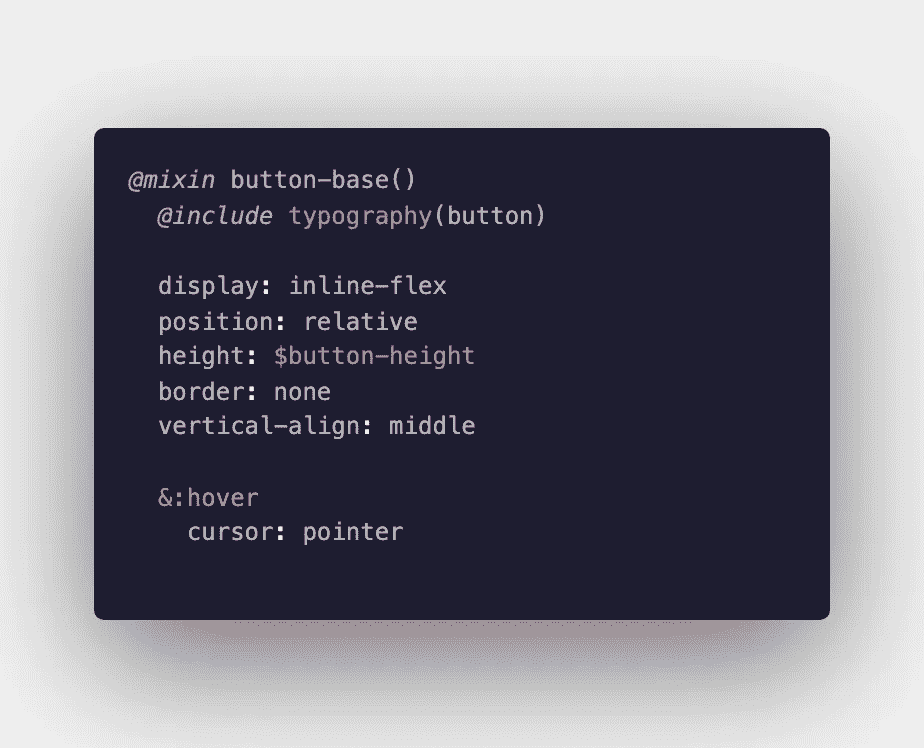 @mixin button-base()
  @include typography(button)

  display: inline-flex
  position: relative
  height: $button-height
  border: none
  vertical-align: middle

  &:hover
    cursor: pointer